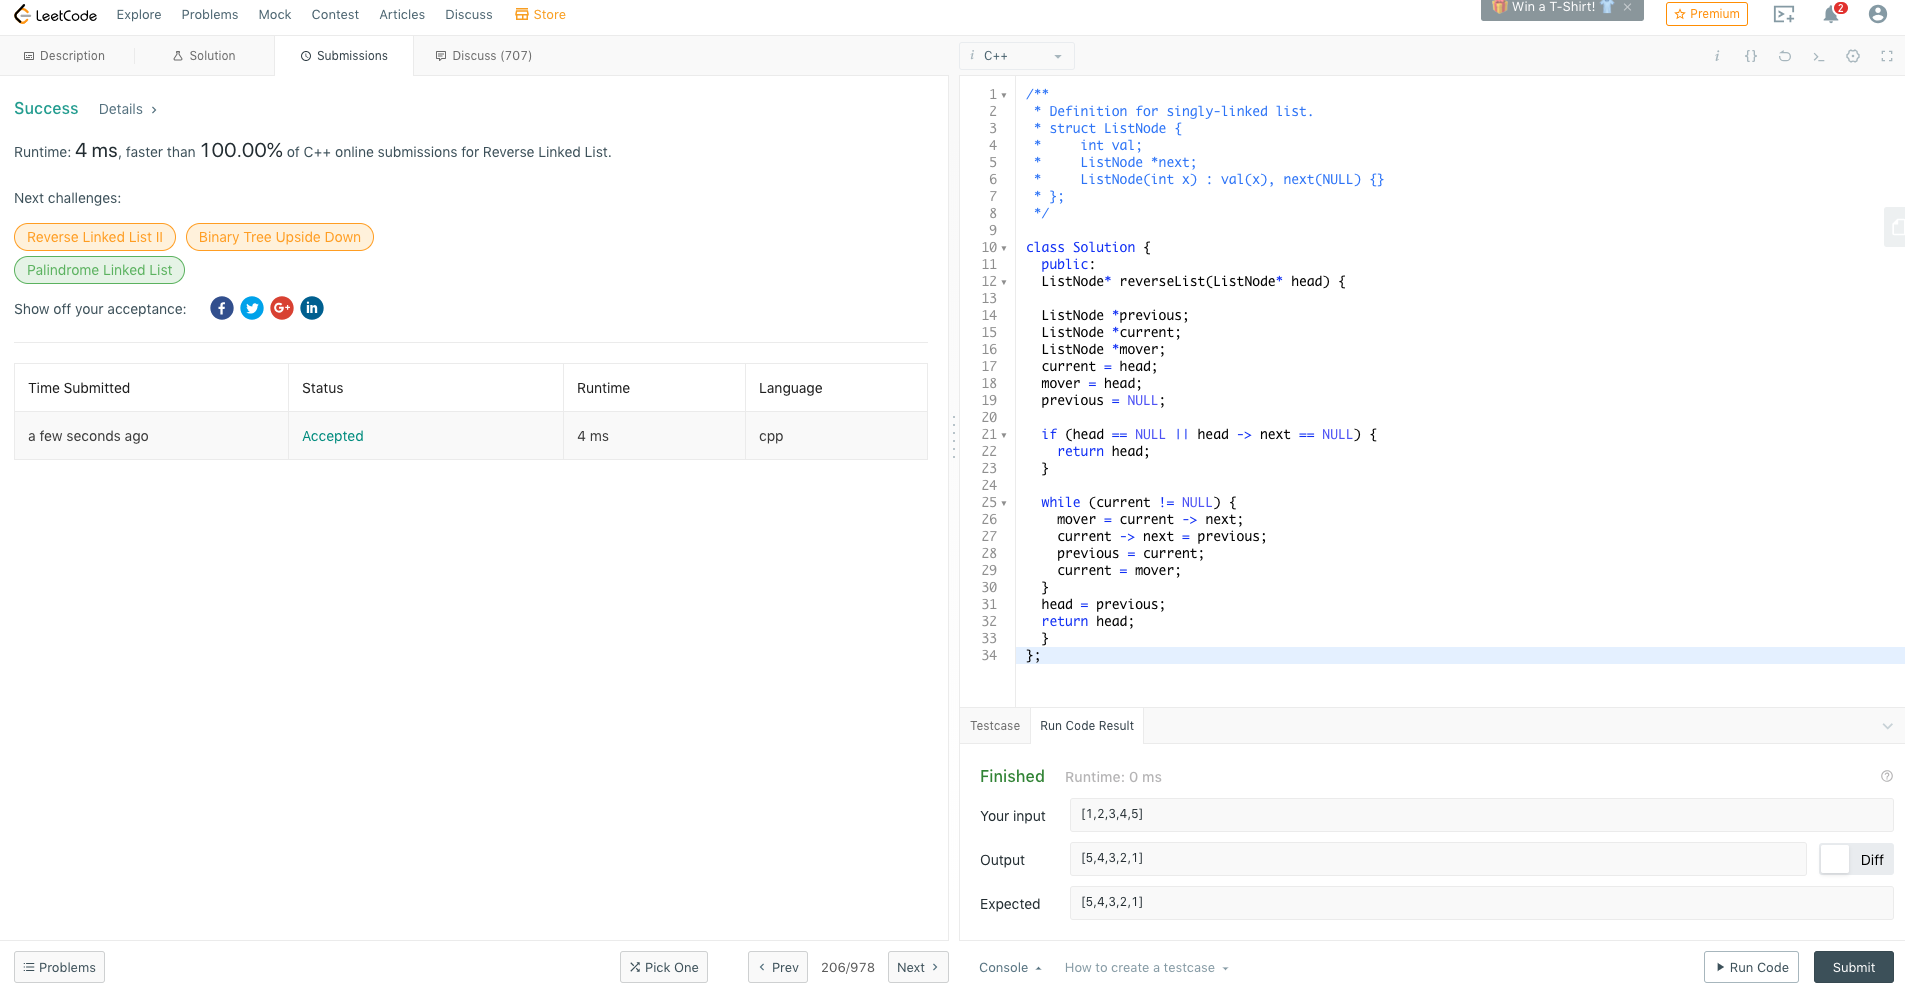 LeetCode Explore Problems Mock Contest Articles Discuss Store Win a T-Shirt! × Premium 2
Description Solution Submissions Discuss (707)
Success Details >
Runtime: 4 ms, faster than 100.00% of C++ online submissions for Reverse Linked List.
Next challenges:
Reverse Linked List II Binary Tree Upside Down
Palindrome Linked List
Show off your acceptance: f G+ in
Time Submitted Status Runtime Language
a few seconds ago Accepted 4 ms cpp
Problems Pick One < Prev 206/978 Next >
i C++ i {} >_
1 /**
2  * Definition for singly-linked list.
3  * struct ListNode {
4  *     int val;
5  *     ListNode *next;
6  *     ListNode(int x) : val(x), next(NULL) {}
7  * };
8  */
9
10 class Solution {
11   public:
12   ListNode* reverseList(ListNode* head) {
13
14   ListNode *previous;
15   ListNode *current;
16   ListNode *mover;
17   current = head;
18   mover = head;
19   previous = NULL;
20
21   if (head == NULL || head -> next == NULL) {
22     return head;
23   }
24
25   while (current != NULL) {
26     mover = current -> next;
27     current -> next = previous;
28     previous = current;
29     current = mover;
30   }
31   head = previous;
32   return head;
33   }
34 };
Testcase Run Code Result
Finished Runtime: 0 ms ?
Your input [1,2,3,4,5]
Output [5,4,3,2,1] Diff
Expected [5,4,3,2,1]
Console How to create a testcase Run Code Submit